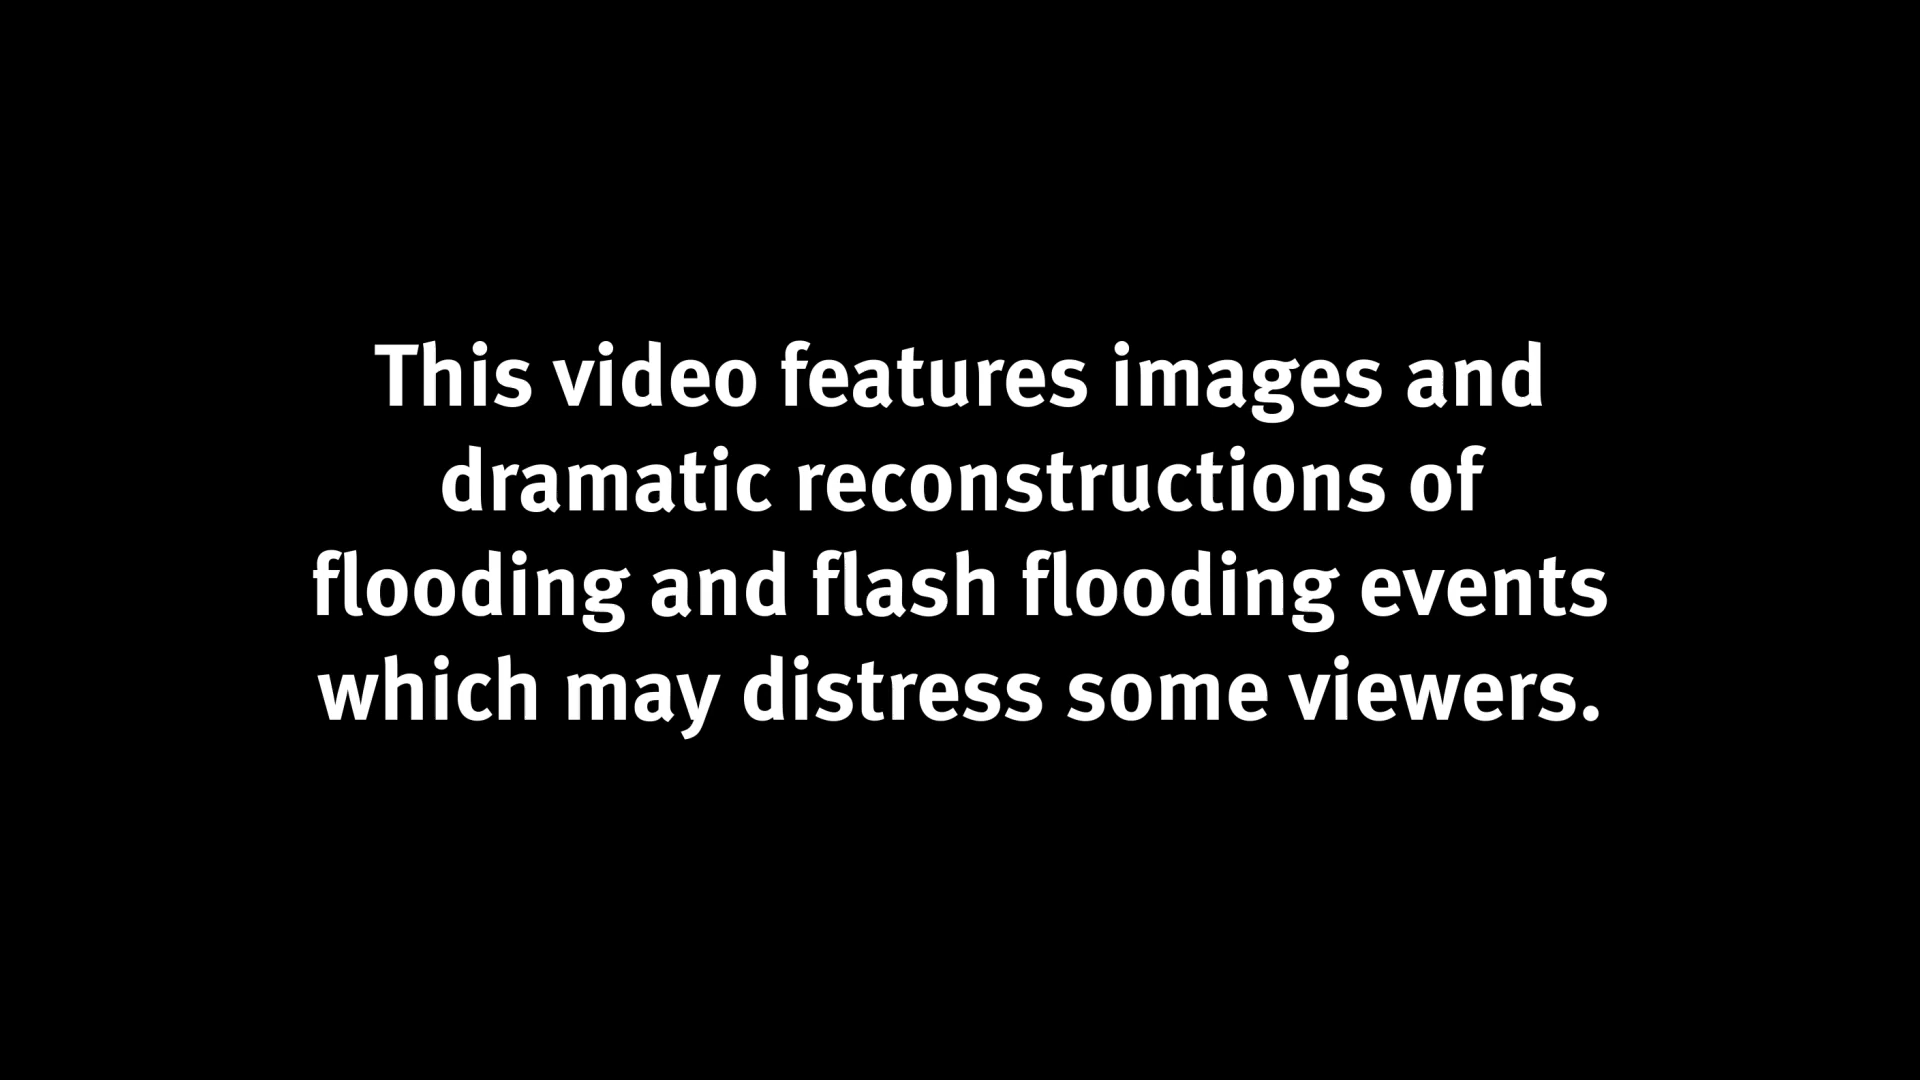 This video features images and
dramatic reconstructions of
flooding and flash flooding events
which may distress some viewers.